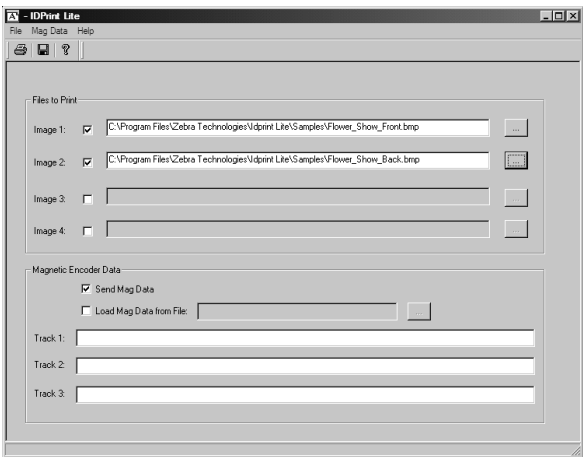 - IDPrint Lite
File Mag Data Help
Files to Print
Image 1: C:\Program Files\Zebra Technologies\Idprint Lite\Samples\Flower_Show_Front.bmp ...
Image 2: C:\Program Files\Zebra Technologies\Idprint Lite\Samples\Flower_Show_Back.bmp ...
Image 3: ...
Image 4: ...
Magnetic Encoder Data
Send Mag Data
Load Mag Data from File: ...
Track 1:
Track 2:
Track 3: